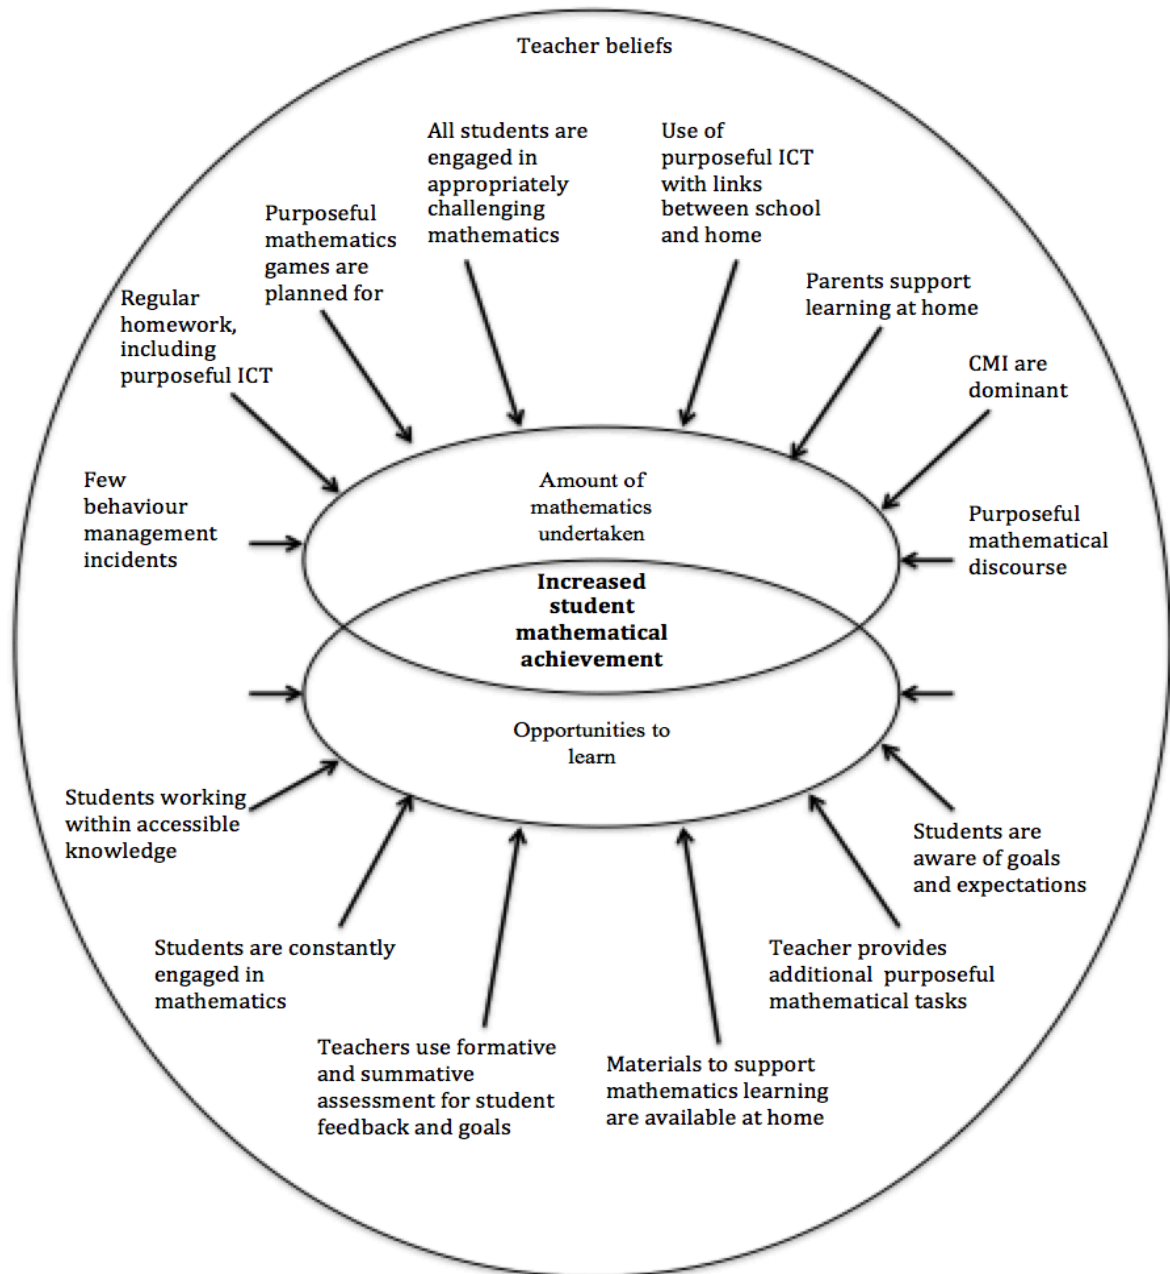 Teacher beliefs
All students are
engaged in
appropriately
challenging
mathematics
Use of
purposeful ICT
with links
between school
and home
Purposeful
mathematics
games are
planned for
Parents support
learning at home
Regular
homework,
including
purposeful ICT
CMI are
dominant
Few
behaviour
management
incidents
Amount of
mathematics
undertaken
Purposeful
mathematical
discourse
Increased
student
mathematical
achievement
Opportunities to
learn
Students working
within accessible
knowledge
Students are
aware of goals
and expectations
Students are constantly
engaged in
mathematics
Teacher provides
additional purposeful
mathematical tasks
Teachers use formative
and summative
assessment for student
feedback and goals
Materials to support
mathematics learning
are available at home